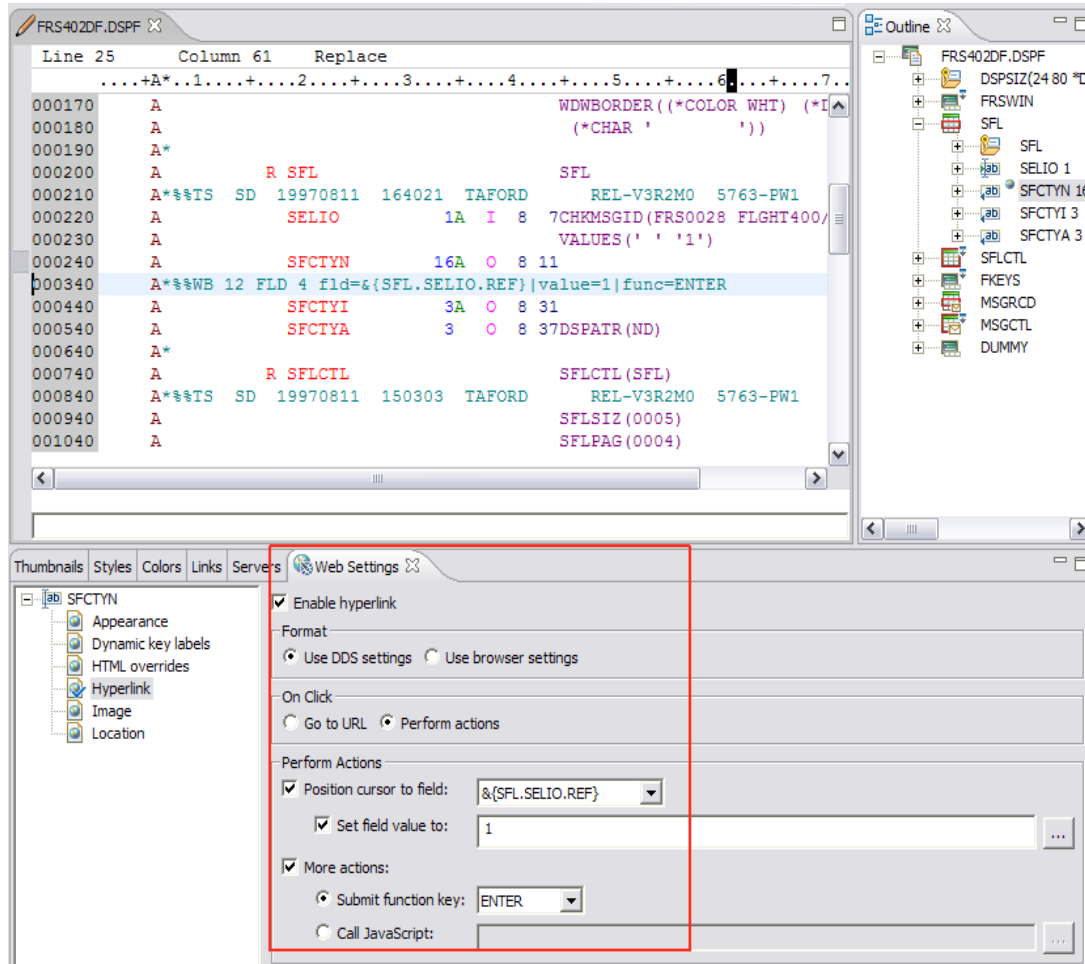 FRS402DF.DSPF
Line 25 Column 61 Replace
....+A*..1....+....2....+....3....+....4....+....5....+....6....+....7..
000170 A WDWBORDER((*COLOR WHT) (*D
000180 A (*CHAR ' '))
000190 A*
000200 A R SFL SFL
000210 A*%%TS SD 19970811 164021 TAFORD REL-V3R2M0 5763-PW1
000220 A SELIO 1A I 8 7CHKMSGID(FRS0028 FLGHT400/
000230 A VALUES(' ' '1')
000240 A SFCTYN 16A O 8 11
000340 A*%%WB 12 FLD 4 fld=&{SFL.SELIO.REF}|value=1|func=ENTER
000440 A SFCTYI 3A O 8 31
000540 A SFCTYA 3 O 8 37DSPATR(ND)
000640 A*
000740 A R SFLCTL SFLCTL(SFL)
000840 A*%%TS SD 19970811 150303 TAFORD REL-V3R2M0 5763-PW1
000940 A SFLSIZ(0005)
001040 A SFLPAG(0004)
Outline
FRS402DF.DSPF
DSPSIZ(24 80 *D
FRSWIN
SFL
SFL
SELIO 1
SFCTYN 16
SFCTYI 3
SFCTYA 3
SFLCTL
FKEYS
MSGRCD
MSGCTL
DUMMY
Thumbnails Styles Colors Links Servers Web Settings
SFCTYN
Appearance
Dynamic key labels
HTML overrides
Hyperlink
Image
Location
Enable hyperlink
Format
Use DDS settings Use browser settings
On Click
Go to URL Perform actions
Perform Actions
Position cursor to field: &{SFL.SELIO.REF}
Set field value to: 1 ...
More actions:
Submit function key: ENTER
Call JavaScript: ...